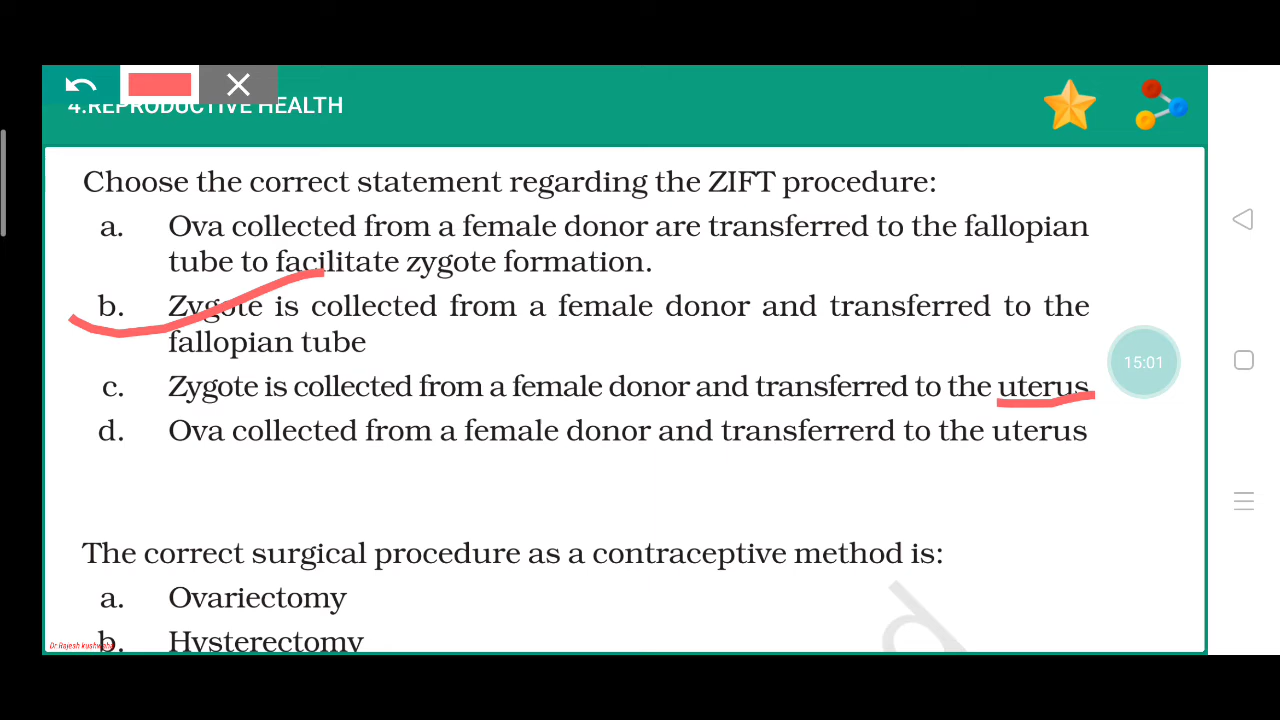 4.REPRODUCTIVE HEALTH
Choose the correct statement regarding the ZIFT procedure:
a. Ova collected from a female donor are transferred to the fallopian
tube to facilitate zygote formation.
b. Zygote is collected from a female donor and transferred to the
fallopian tube
15:01
c. Zygote is collected from a female donor and transferred to the uterus
d. Ova collected from a female donor and transferrerd to the uterus
The correct surgical procedure as a contraceptive method is:
a. Ovariectomy
b. Hysterectomy
Dr Rajesh kushwaha